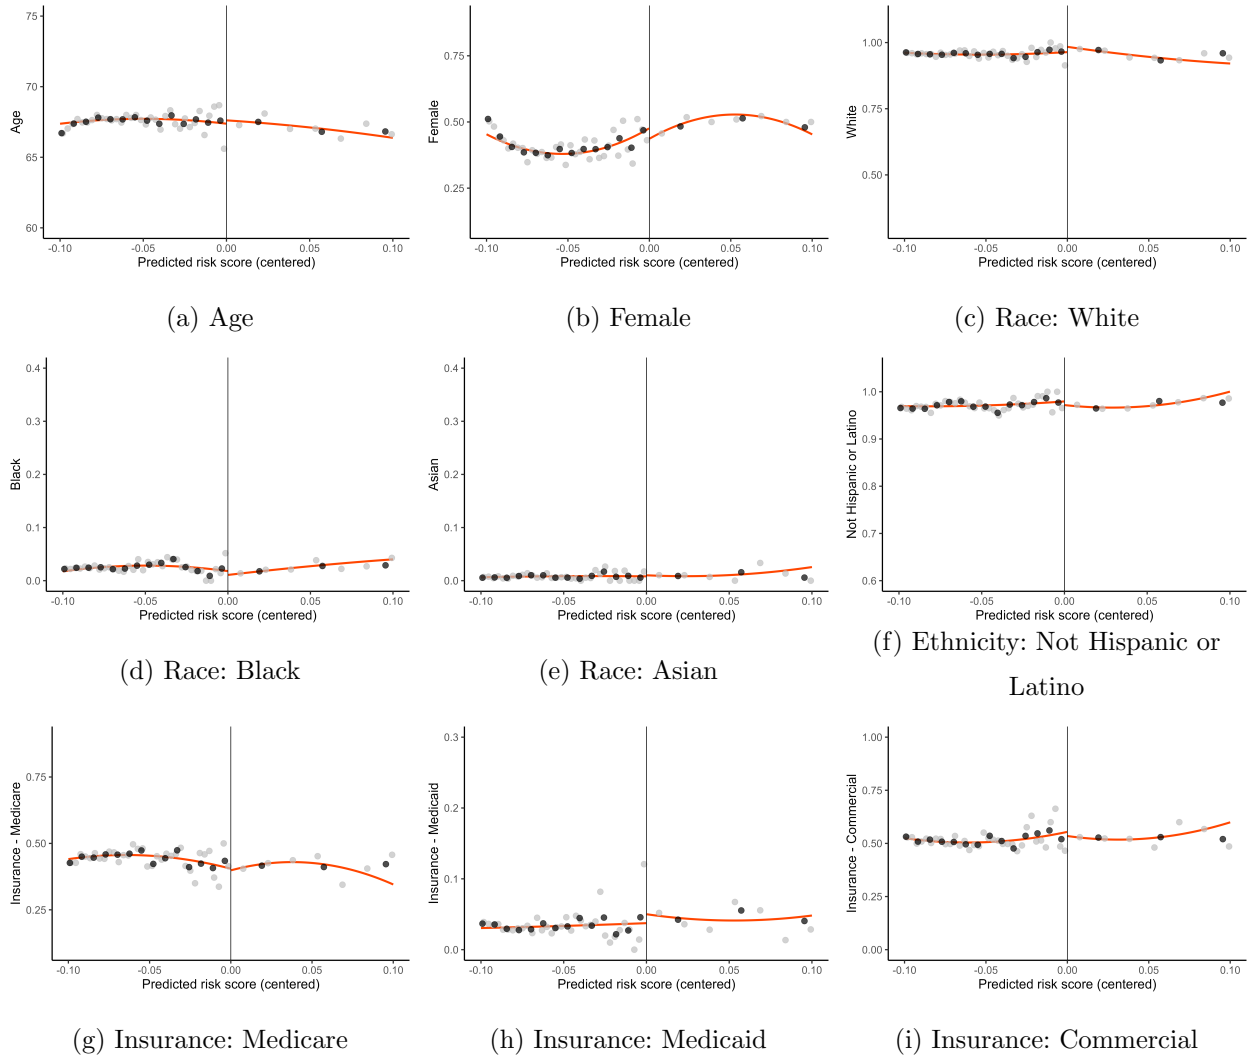 75
70
65
60
Age
-0.10 -0.05 0.00 0.05 0.10
Predicted risk score (centered)
(a) Age
0.75
0.50
0.25
Female
-0.10 -0.05 0.00 0.05 0.10
Predicted risk score (centered)
(b) Female
1.00
0.75
0.50
White
-0.10 -0.05 0.00 0.05 0.10
Predicted risk score (centered)
(c) Race: White
0.4
0.3
0.2
0.1
0.0
Black
-0.10 -0.05 0.00 0.05 0.10
Predicted risk score (centered)
(d) Race: Black
0.4
0.3
0.2
0.1
0.0
Asian
-0.10 -0.05 0.00 0.05 0.10
Predicted risk score (centered)
(e) Race: Asian
1.0
0.9
0.8
0.7
0.6
Not Hispanic or Latino
-0.10 -0.05 0.00 0.05 0.10
Predicted risk score (centered)
(f) Ethnicity: Not Hispanic or
Latino
0.75
0.50
0.25
Insurance - Medicare
-0.10 -0.05 0.00 0.05 0.10
Predicted risk score (centered)
(g) Insurance: Medicare
0.3
0.2
0.1
0.0
Insurance - Medicaid
-0.10 -0.05 0.00 0.05 0.10
Predicted risk score (centered)
(h) Insurance: Medicaid
1.00
0.75
0.50
0.25
0.00
Insurance - Commercial
-0.10 -0.05 0.00 0.05 0.10
Predicted risk score (centered)
(i) Insurance: Commercial